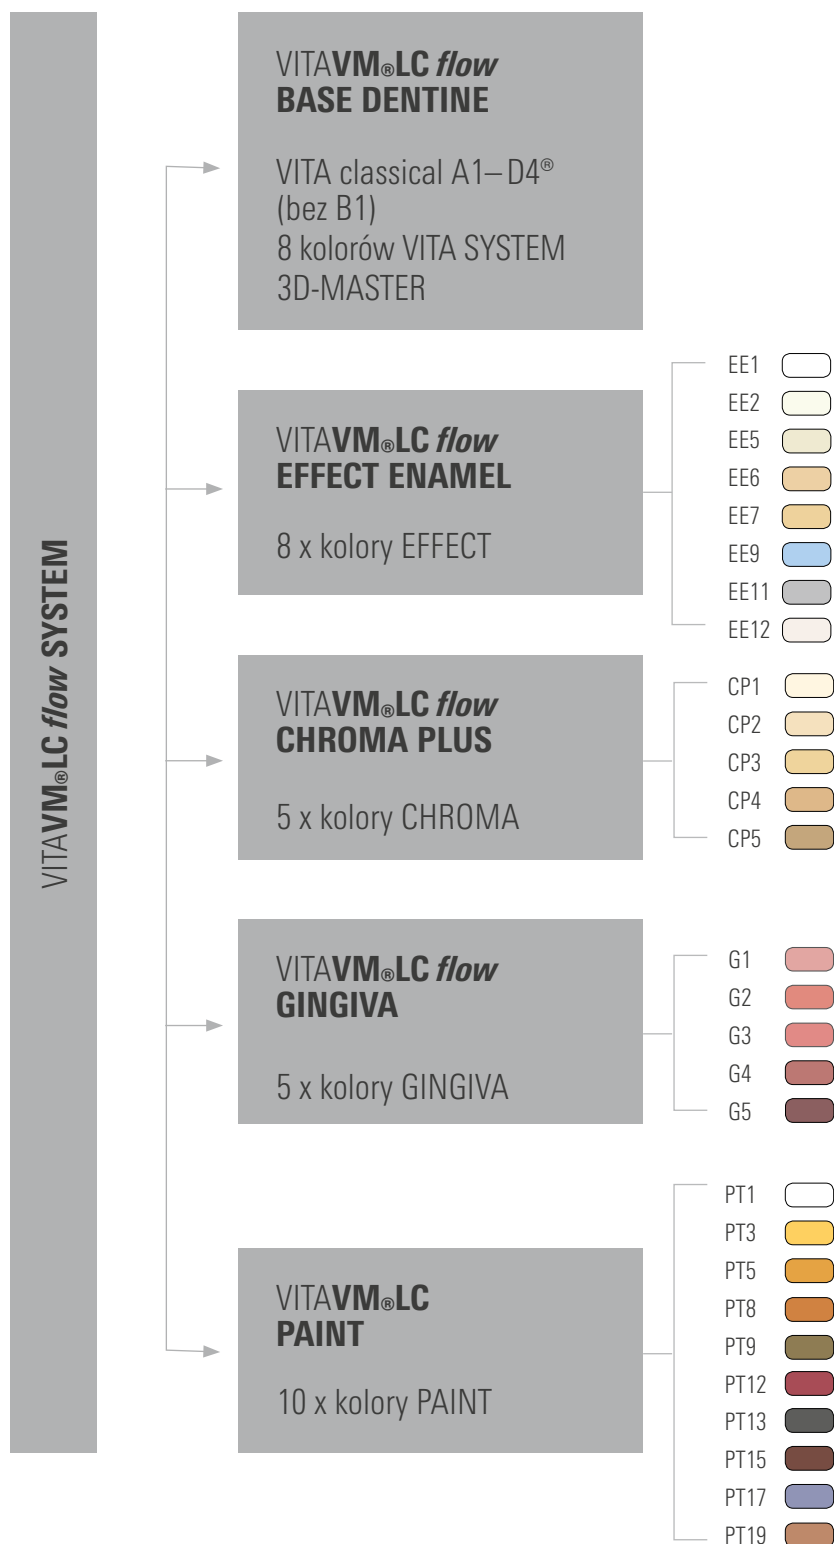 VITAVM®LC flow SYSTEM
VITAVM®LC flow
BASE DENTINE
VITA classical A1–D4®
(bez B1)
8 kolorów VITA SYSTEM
3D-MASTER
VITAVM®LC flow
EFFECT ENAMEL
8 x kolory EFFECT
EE1
EE2
EE5
EE6
EE7
EE9
EE11
EE12
VITAVM®LC flow
CHROMA PLUS
5 x kolory CHROMA
CP1
CP2
CP3
CP4
CP5
VITAVM®LC flow
GINGIVA
5 x kolory GINGIVA
G1
G2
G3
G4
G5
VITAVM®LC
PAINT
10 x kolory PAINT
PT1
PT3
PT5
PT8
PT9
PT12
PT13
PT15
PT17
PT19